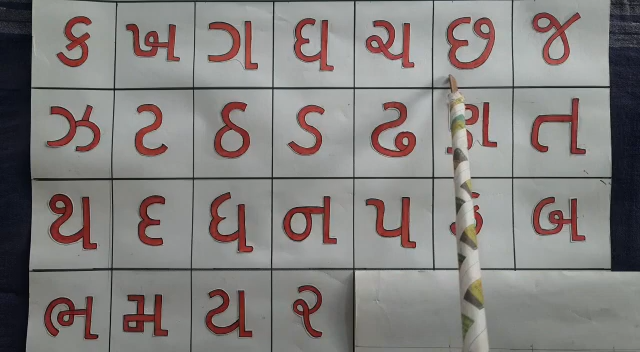 ક ખ ગ ઘ ચ છ જ
ઝ ટ ઠ ડ ઢ ણ ત
થ દ ધ ન પ બ
ભ મ ય ર